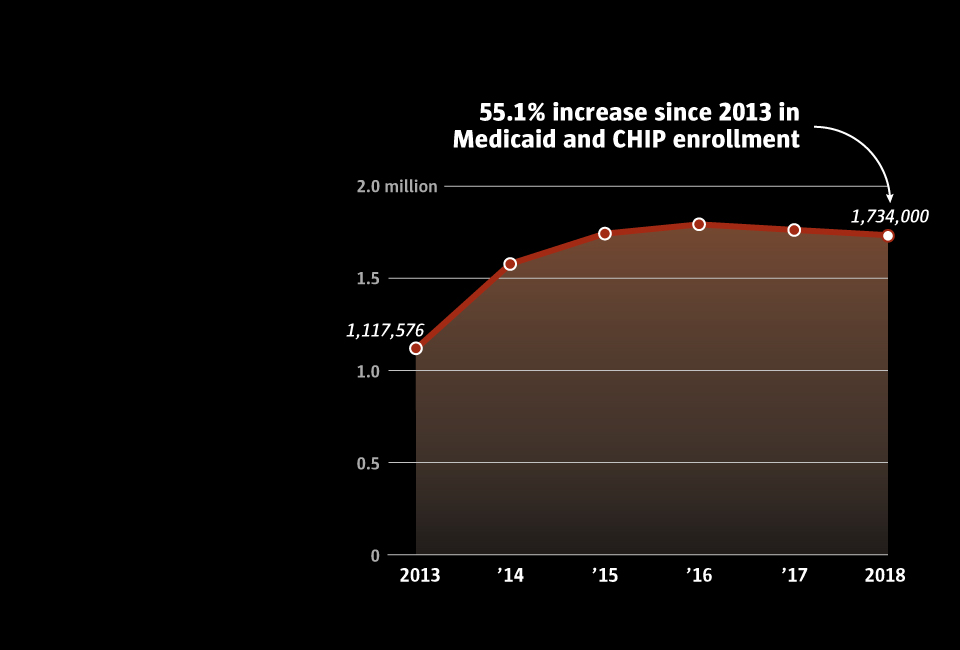 55.1% increase since 2013 in
Medicaid and CHIP enrollment
2.0 million
1,734,000
1.5
1,117,576
1.0
0.5
0
2013 ’14 ’15 ’16 ’17 2018